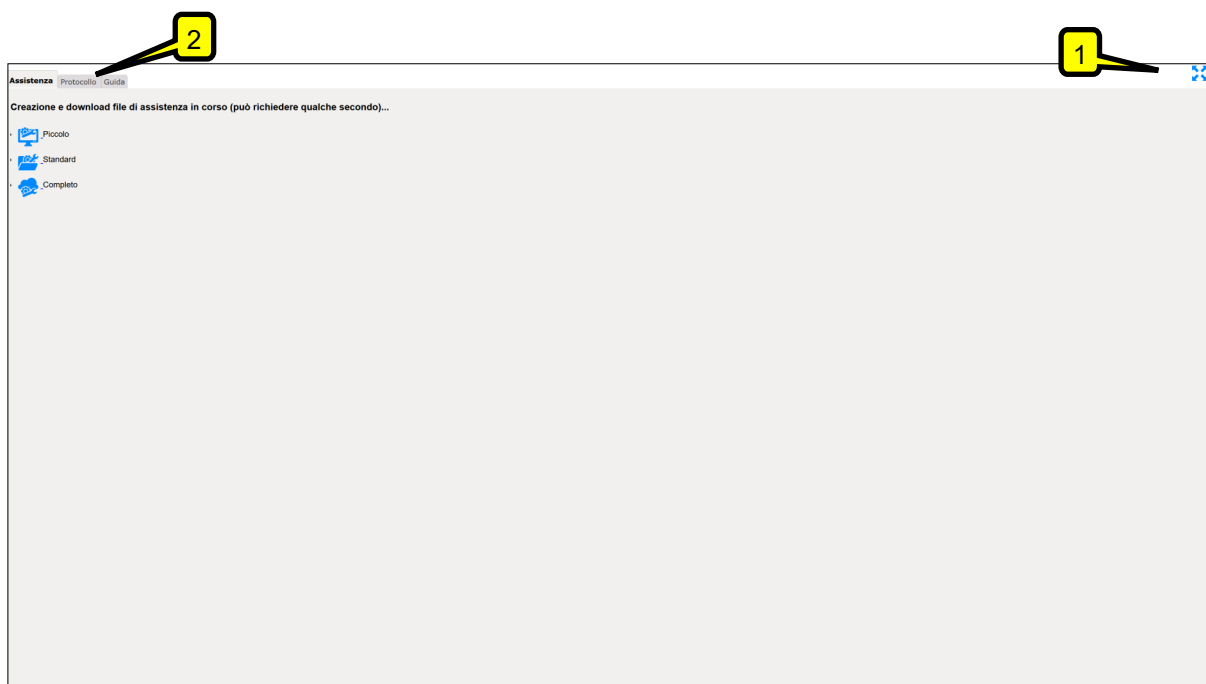 2
1
Assistenza Protocollo Guida
Creazione e download file di assistenza in corso (può richiedere qualche secondo)...
Piccolo
Standard
Completo